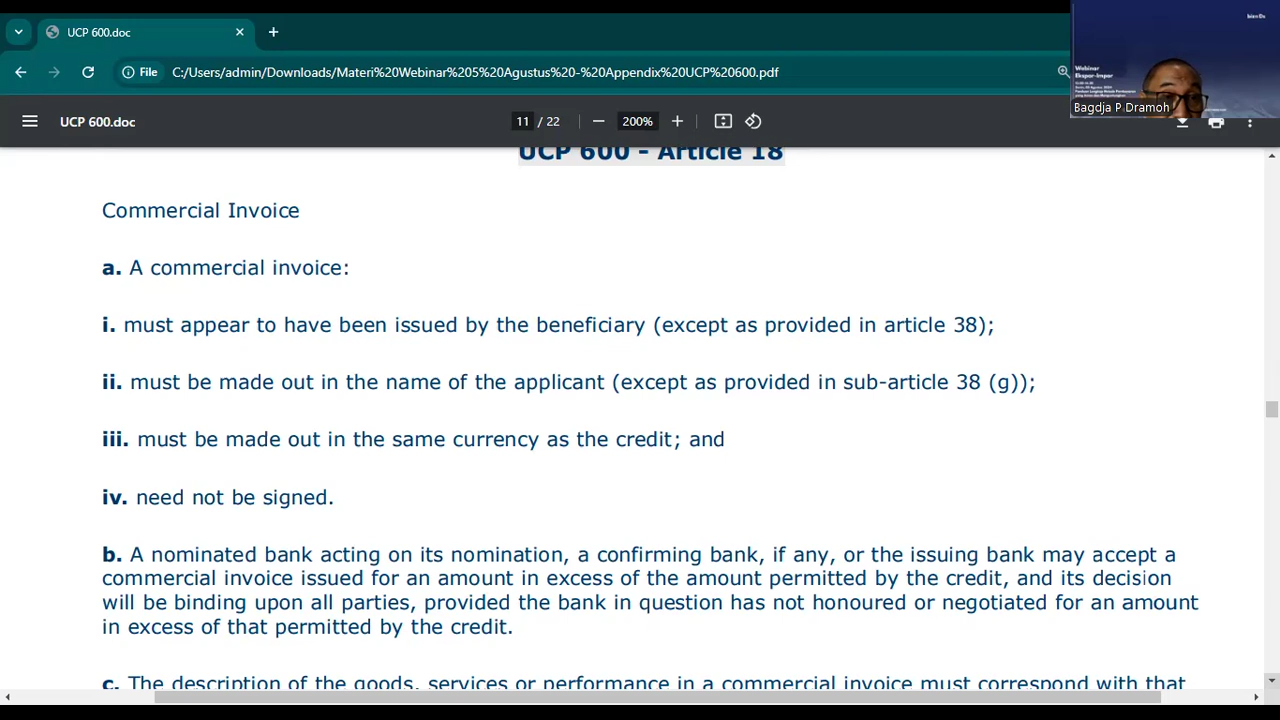 UCP 600.doc
File
C:/Users/admin/Downloads/Materi%20Webinar%205%20Agustus%20-%20Appendix%20UCP%20600.pdf
Webinar
Ekspor-Impor
Bagdja P Dramoh
UCP 600.doc
11 / 22
200%
UCP 600 - Article 18
Commercial Invoice
a. A commercial invoice:
i. must appear to have been issued by the beneficiary (except as provided in article 38);
ii. must be made out in the name of the applicant (except as provided in sub-article 38 (g));
iii. must be made out in the same currency as the credit; and
iv. need not be signed.
b. A nominated bank acting on its nomination, a confirming bank, if any, or the issuing bank may accept a
commercial invoice issued for an amount in excess of the amount permitted by the credit, and its decision
will be binding upon all parties, provided the bank in question has not honoured or negotiated for an amount
in excess of that permitted by the credit.
c. The description of the goods, services or performance in a commercial invoice must correspond with that